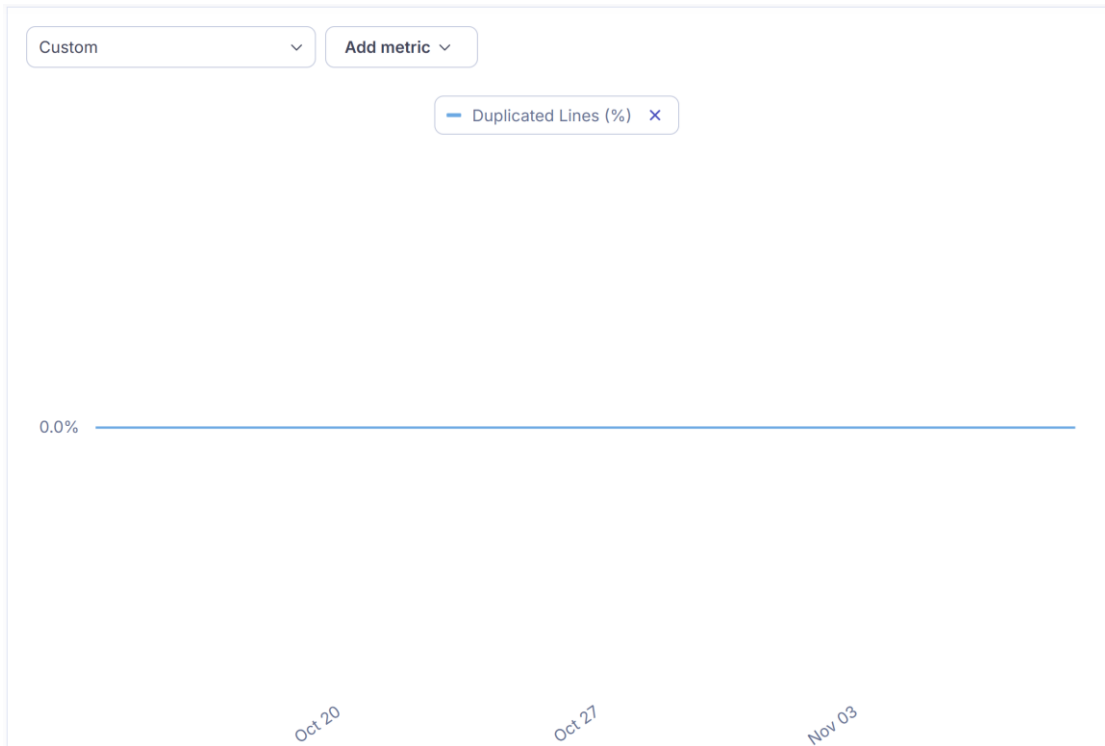 Custom
Add metric
Duplicated Lines (%)
0.0%
Oct 20
Oct 27
Nov 03